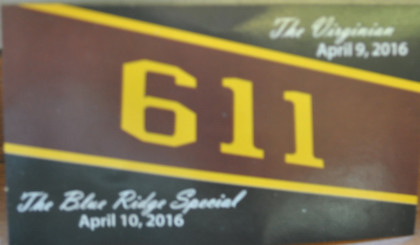 The Virginian
April 9, 2016
611
The Blue Ridge Special
April 10, 2016